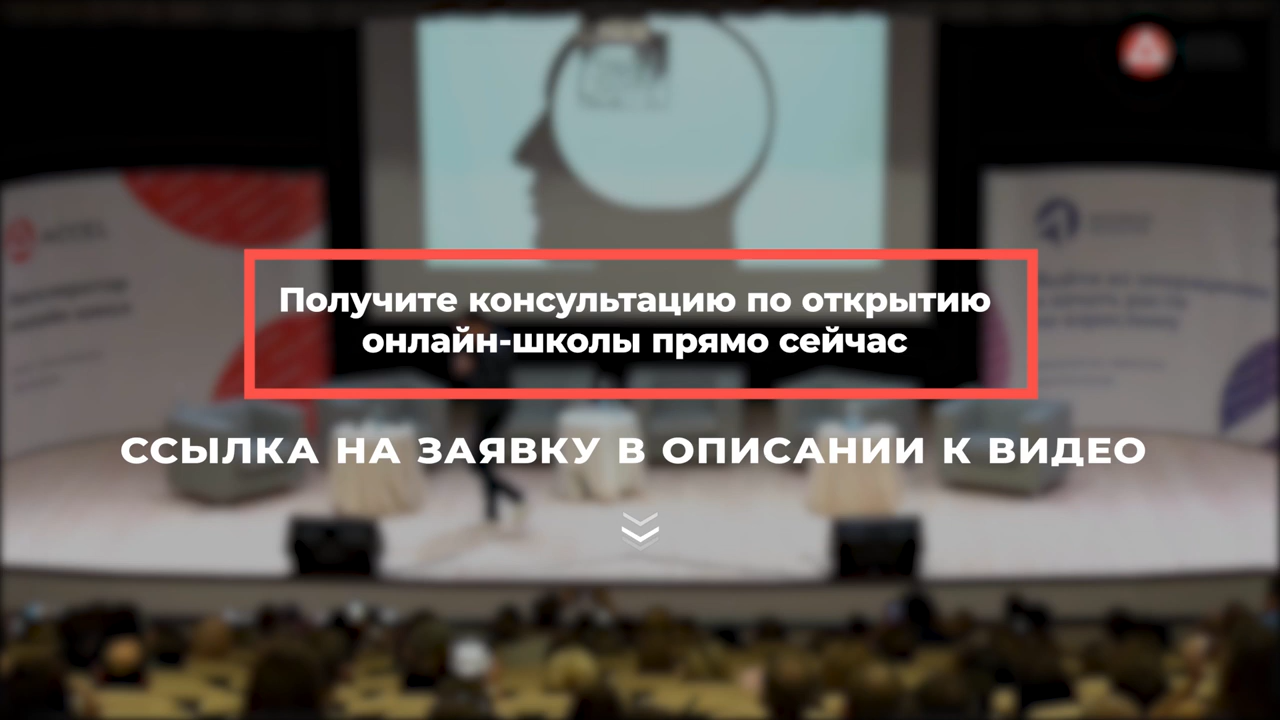 Получите консультацию по открытию
онлайн-школы прямо сейчас
ССЫЛКА НА ЗАЯВКУ В ОПИСАНИИ К ВИДЕО